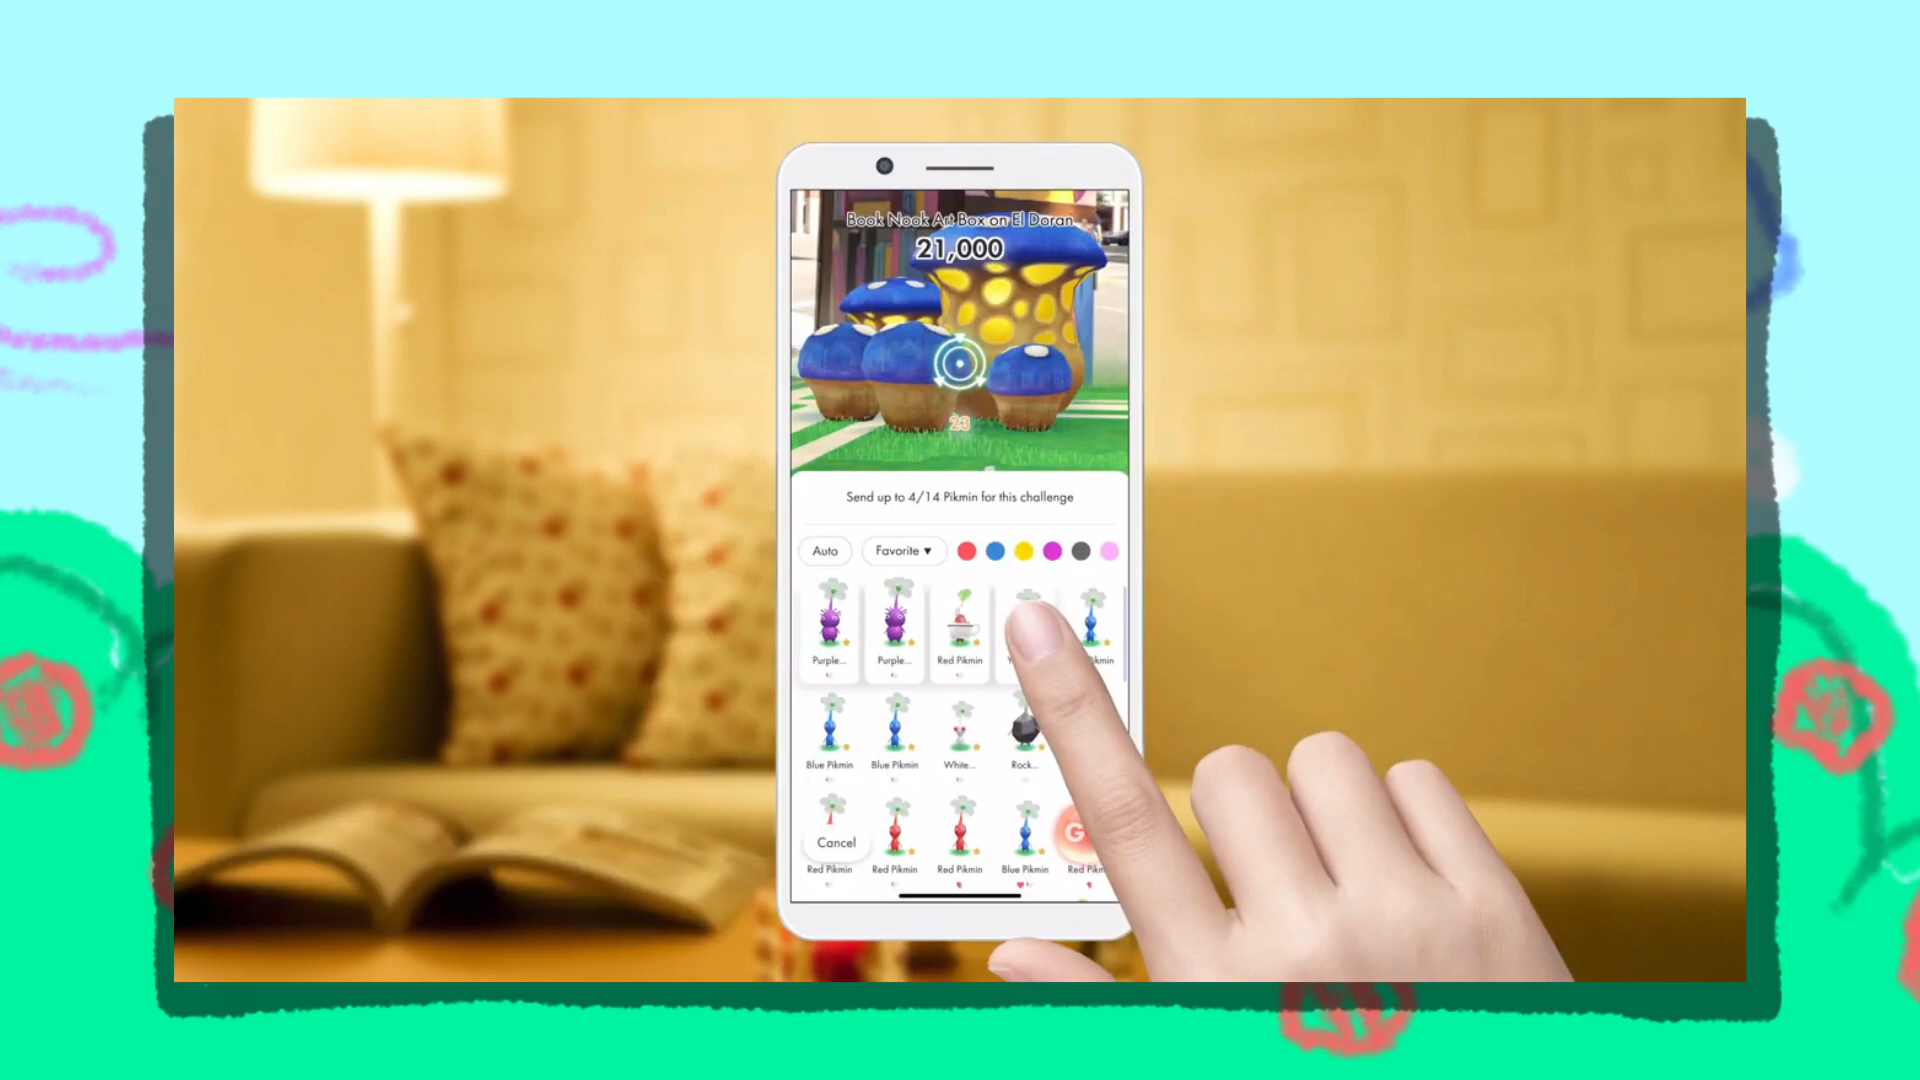 Book Nook Art Box on El Doran
21,000
23
Send up to 4/14 Pikmin for this challenge
Auto
Favorite ▼
Purple...
Purple...
Red Pikmin
Blue Pikmin
Blue Pikmin
White...
Rock...
Cancel
Red Pikmin
Red Pikmin
Red Pikmin
Blue Pikmin